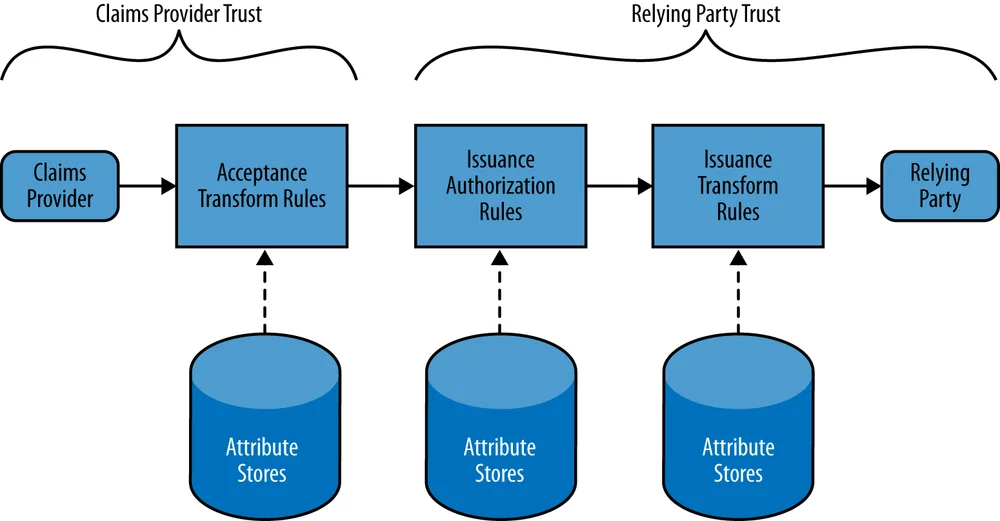 Claims Provider Trust
Relying Party Trust
Claims
Provider
Acceptance
Transform Rules
Issuance
Authorization
Rules
Issuance
Transform
Rules
Relying
Party
Attribute
Stores
Attribute
Stores
Attribute
Stores